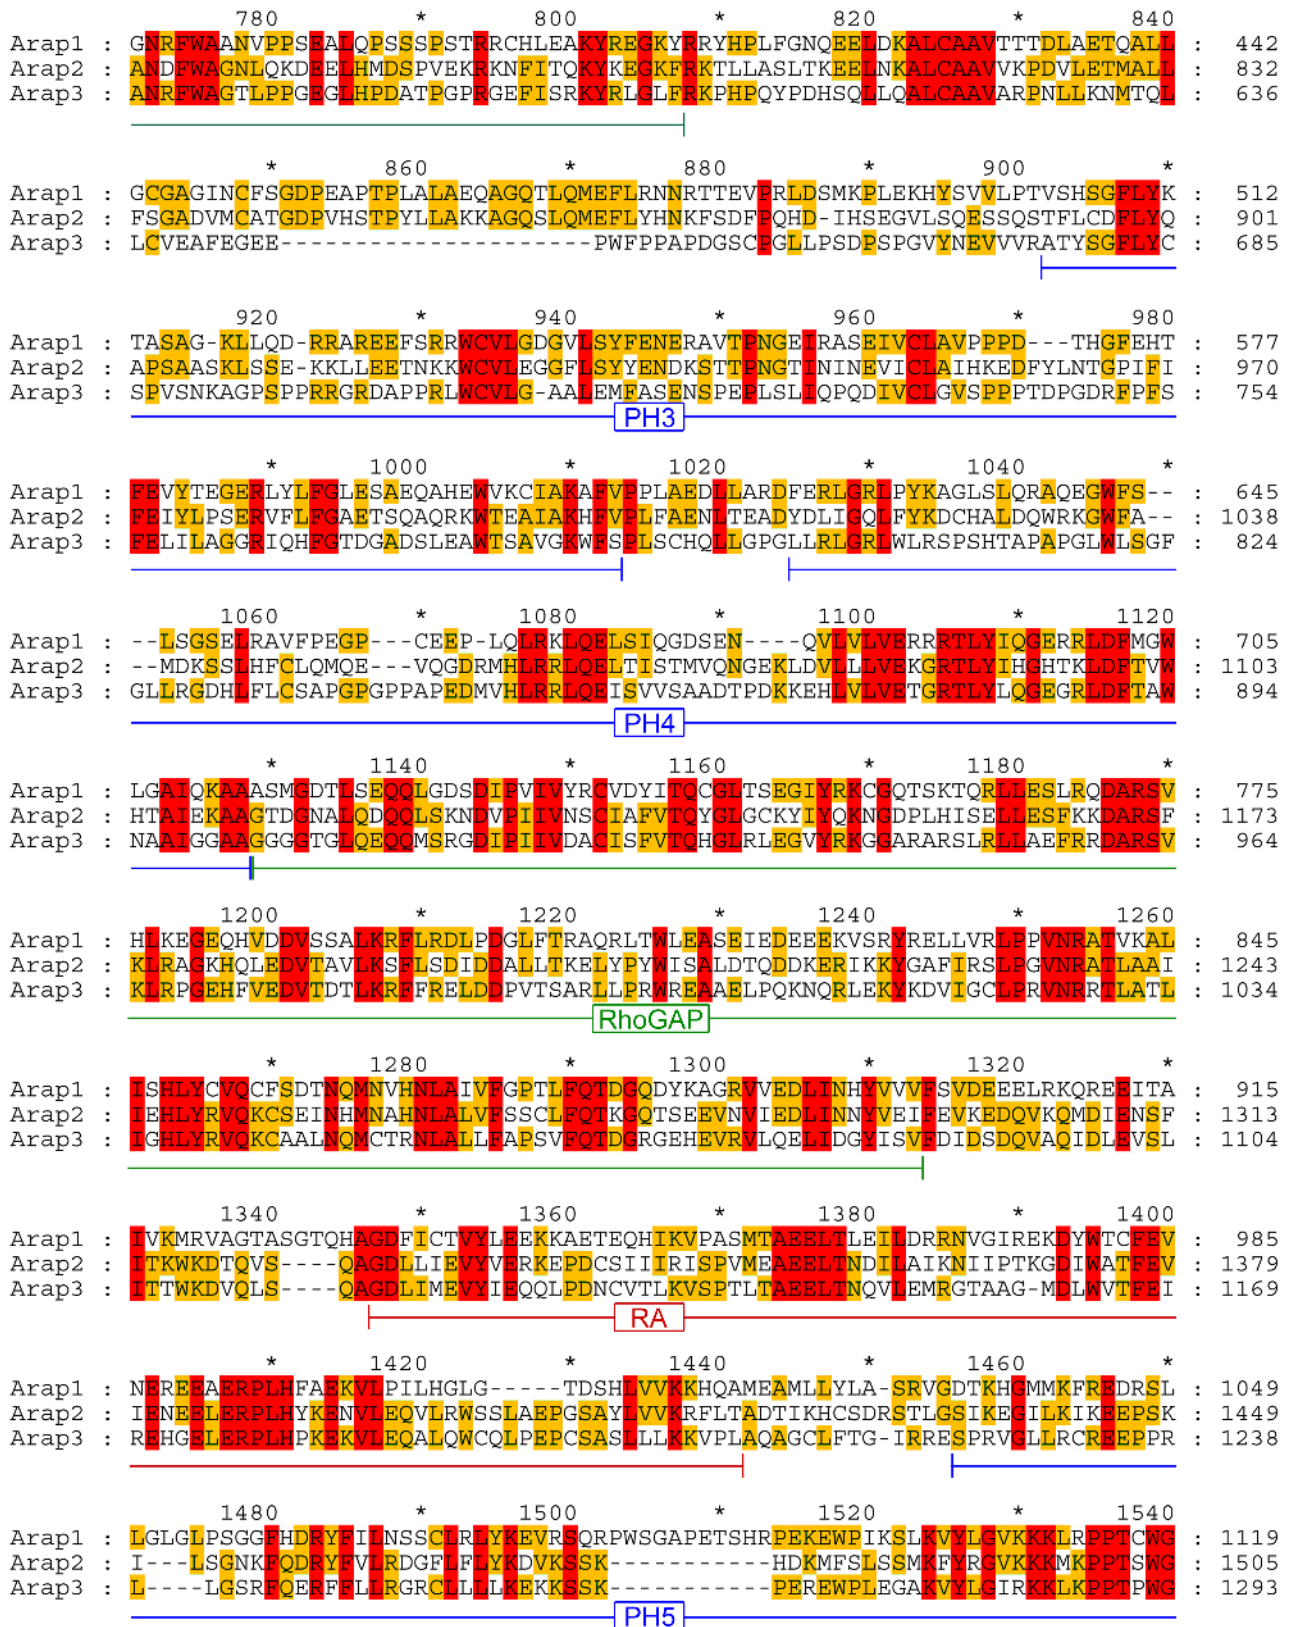 780 * 800 * 820 * 840
Arap1 : GNRFWAANVPPSEALQPSSSPSTRRCHLEAKYREGKYRRYHPLFGNQEELDKALCAAVTTTDLAETQALL : 442
Arap2 : ANDFWAGNLQKDEELHMDSPVEKRKNFITQKYKEGKFRKTLLASLTKEELNKALCAAVVKPDVLETMALL : 832
Arap3 : ANRFWAGTLPPGEGLHPDATPGPRGEFISRKYRLGLFRKPHPQYPDHSQLLQALCAAVARPNLLKNMTQL : 636
* 860 * 880 * 900 *
Arap1 : GCGAGINCFSGDPEAPTPLALAEQAGQTLQMEFLRNNRTTEVPRLDSMKPLEKHYSVVLPTVSHSGFLYK : 512
Arap2 : FSGADVMCATGDPVHSTPYLLAKKAGQSLQMEFLYHNKFSDFPQHD-IHSEGVLSQESSQSTFLCDFLYQ : 901
Arap3 : LCVEAFEGEE---------------------PWFPPAPDGSCPGLLPSDPSPGVYNEVVVRATYSGFLYC : 685
920 * 940 * 960 * 980
Arap1 : TASAG-KLLQD-RRAREEFSRRWCVLGDGVLSYFENERAVTPNGEIRASEIVCLAVPPPD---THGFEHT : 577
Arap2 : APSAASKLSSE-KKLLEETNKKWCVLEGGFLSYYENDKSTTPNGTININEVICLAIHKEDFYLNTGPIFI : 970
Arap3 : SPVSNKAGPSPPRRGRDAPPRLWCVLG-AALEMFASENSPEPLSLIQPQDIVCLGVSPPPTDPGDRFPFS : 754
PH3
* 1000 * 1020 * 1040 *
Arap1 : FEVYTEGERLYLFGLESAEQAHEWVKCIAKAFVPPLAEDLLARDFERLGRLPYKAGLSLQRAQEGWFS-- : 645
Arap2 : FEIYLPSERVFLFGAETSQAQRKWTEAIAKHFVPLFAENLTEADYDLIGQLFYKDCHALDQWRKGWFA-- : 1038
Arap3 : FELILAGGRIQHFGTDGADSLEAWTSAVGKWFSPLSCHQLLGPGLLRLGRLWLRSPSHTAPAPGLWLSGF : 824
1060 * 1080 * 1100 * 1120
Arap1 : --LSGSELRAVFPEGP---CEEP-LQLRKLQELSIQGDSEN----QVLVLVERRRTLYIQGERRLDFMGW : 705
Arap2 : --MDKSSLHFCLQMQE---VQGDRMHLRRLQELTISTMVQNGEKLDVLLLVEKGRTLYIHGHTKLDFTVW : 1103
Arap3 : GLLRGDHLFLCSAPGPGPPAPEDMVHLRRLQEISVVSAADTPDKKEHLVLVETGRTLYLQGEGRLDFTAW : 894
PH4
* 1140 * 1160 * 1180 *
Arap1 : LGAIQKAAASMGDTLSEQQLGDSDIPVIVYRCVDYITQCGLTSEGIYRKCGQTSKTQRLLESLRQDARSV : 775
Arap2 : HTAIEKAAGTDGNALQDQQLSKNDVPIIVNSCIAFVTQYGLGCKYIYQKNGDPLHISELLESFKKDARSF : 1173
Arap3 : NAAIGGAAGGGGTGLQEQQMSRGDIPIIVDACISFVTQHGLRLEGVYRKGGARARSLRLLAEFRRDARSV : 964
1200 * 1220 * 1240 * 1260
Arap1 : HLKEGEQHVDDVSSALKRFLRDLPDGLFTRAQRLTWLEASEIEDEEEKVSRYRELLVRLPPVNRATVKAL : 845
Arap2 : KLRAGKHQLEDVTAVLKSFLSDIDDALLTKELYPYWISALDTQDDKERIKKYGAFIRSLPGVNRATLAAI : 1243
Arap3 : KLRPGEHFVEDVTDTLKRFFRELDDPVTSARLLPRWREAAELPQKNQRLEKYKDVIGCLPRVNRRTLATL : 1034
RhoGAP
* 1280 * 1300 * 1320 *
Arap1 : ISHLYCVQCFSDTNQMNVHNLAIVFGPTLFQTDGQDYKAGRVVEDLINHYVVVFSVDEEELRKQREEITA : 915
Arap2 : IEHLYRVQKCSEINHMNAHNLALVFSSCLFQTKGQTSEEVNVIEDLINNYVEIFEVKEDQVKQMDIENSF : 1313
Arap3 : IGHLYRVQKCAALNQMCTRNLALLFAPSVFQTDGRGEHEVRVLQELIDGYISVFDIDSDQVAQIDLEVSL : 1104
1340 * 1360 * 1380 * 1400
Arap1 : IVKMRVAGTASGTQHAGDFICTVYLEEKKAETEQHIKVPASMTAEELTLEILDRRNVGIREKDYWTCFEV : 985
Arap2 : ITKWKDTQVS----QAGDLLIEVYVERKEPDCSIIIRISPVMEAEELTNDILAIKNIIPTKGDIWATFEV : 1379
Arap3 : ITTWKDVQLS----QAGDLIMEVYIEQQLPDNCVTLKVSPTLTAEELTNQVLEMRGTAAG-MDLWVTFEI : 1169
RA
* 1420 * 1440 * 1460 *
Arap1 : NEREEAERPLHFAEKVLPILHGLG-----TDSHLVVKKHQAMEAMLLYLA-SRVGDTKHGMMKFREDRSL : 1049
Arap2 : IENEELERPLHYKENVLEQVLRWSSLAEPGSAYLVVKRFLTADTIKHCSDRSTLGSIKEGILKIKEEPSK : 1449
Arap3 : REHGELERPLHPKEKVLEQALQWCQLPEPCSASLLLKKVPLAQAGCLFTG-IRRESPRVGLLRCREEPPR : 1238
1480 * 1500 * 1520 * 1540
Arap1 : LGLGLPSGGFHDRYFILNSSCLRLYKEVRSQRPWSGAPETSHRPEKEWPIKSLKVYLGVKKKLRPPTCWG : 1119
Arap2 : I---LSGNKFQDRYFVLRDGFLFLYKDVKSSK-----------HDKMFSLSSMKFYRGVKKKMKPPTSWG : 1505
Arap3 : L----LGSRFQERFFLLRGRCLLLLKEKKSSK-----------PEREWPLEGAKVYLGIRKKLKPPTPWG : 1293
PH5